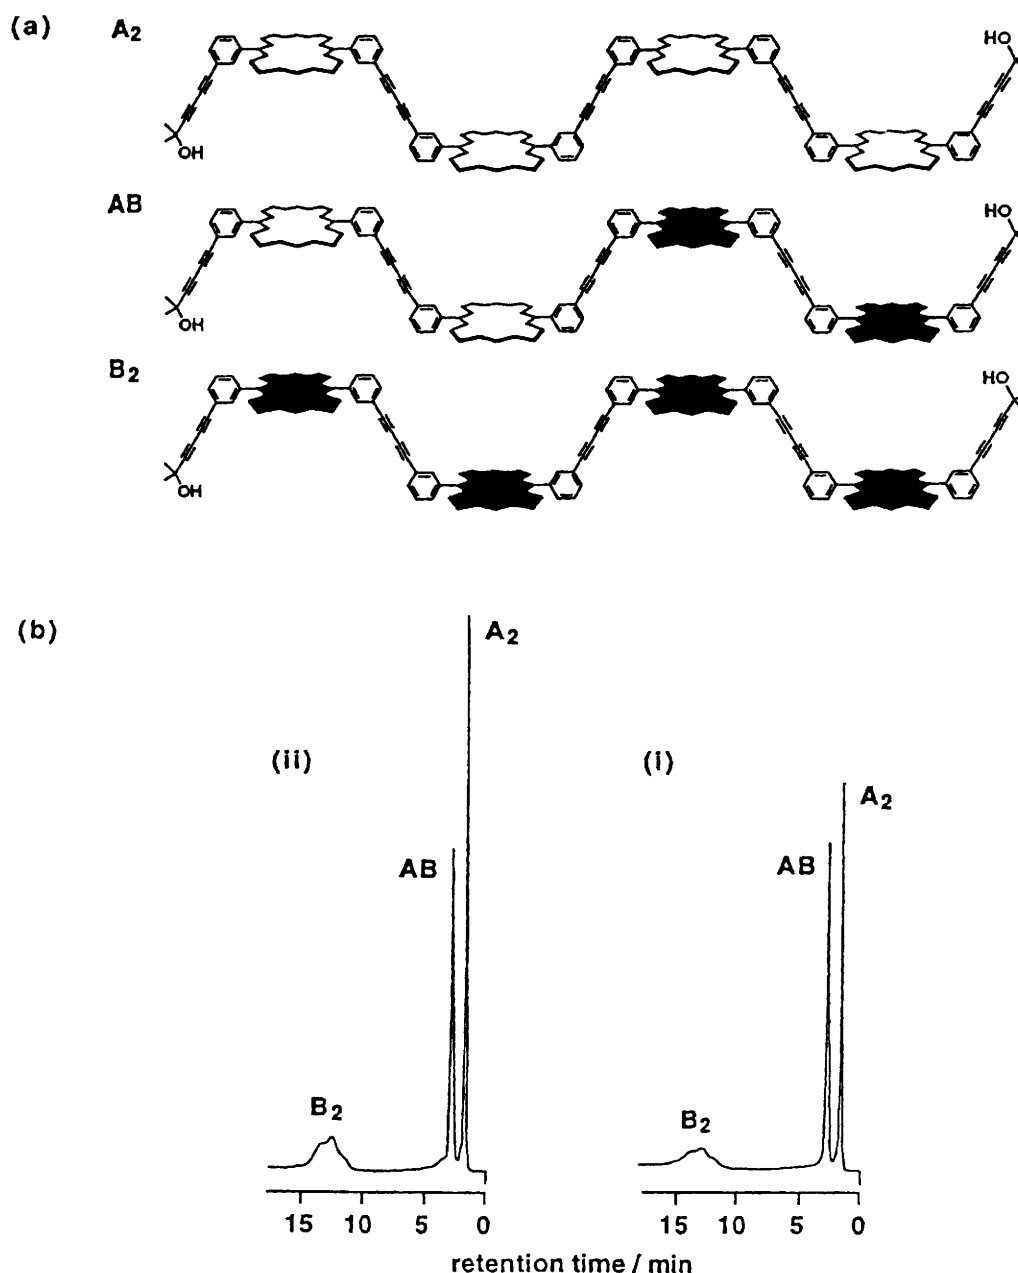 (a)
A2
HO
OH
AB
HO
OH
B2
HO
OH
(b)
A2
(ii)
(i)
A2
AB
AB
B2
B2
15 10 5 0
15 10 5 0
retention time / min